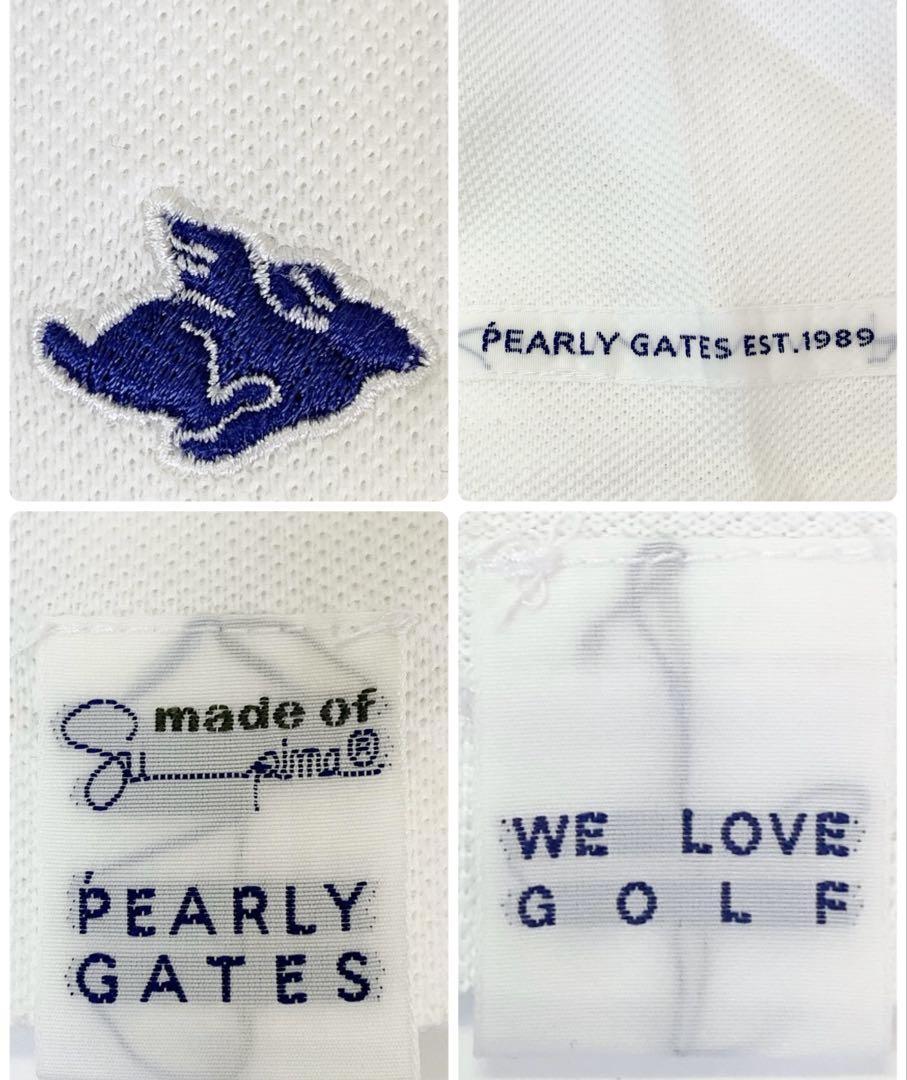 PEARLY GATES EST.1989
made of
Supima®
PEARLY
GATES
WE LOVE
GOLF